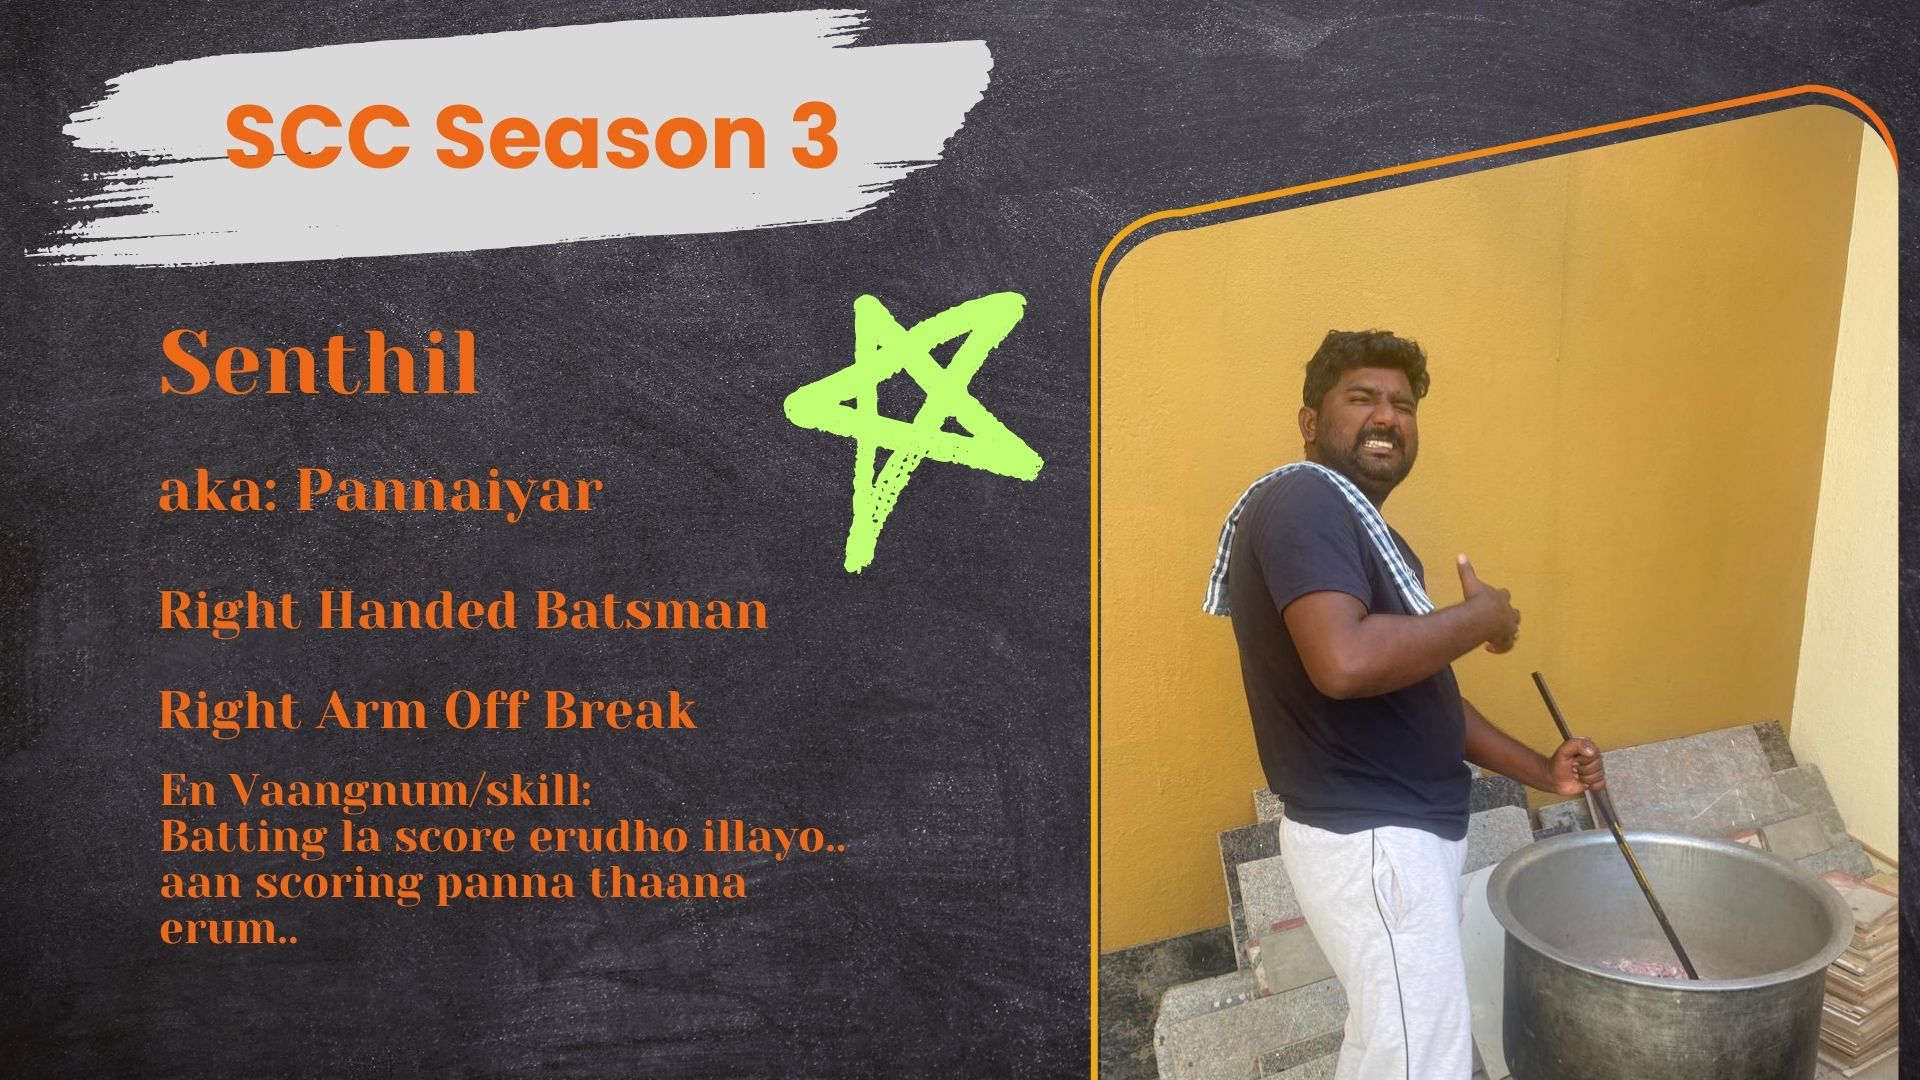 SCC Season 3
Senthil
aka: Pannaiyar
Right Handed Batsman
Right Arm Off Break
En Vaangnum/skill:
Batting la score erudho illayo..
aan scoring panna thaana
erum..